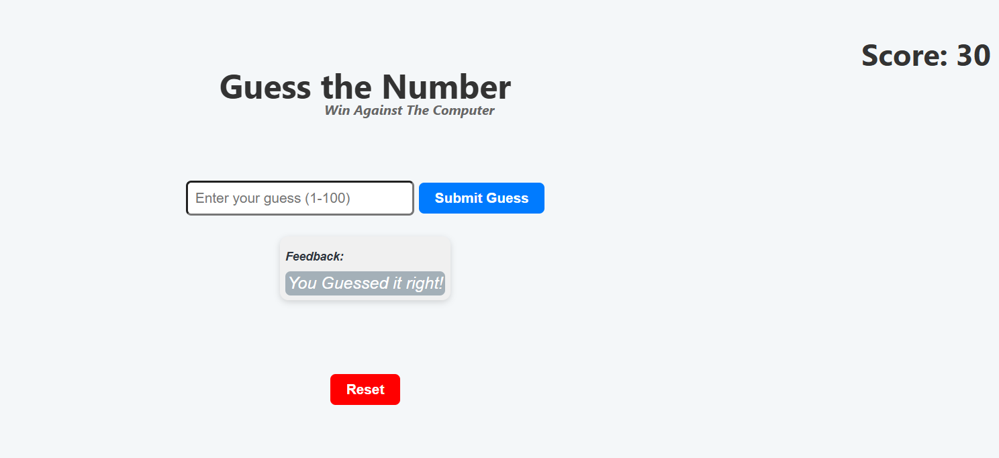 Score: 30
Guess the Number
Win Against The Computer
Enter your guess (1-100)
Submit Guess
Feedback:
You Guessed it right!
Reset